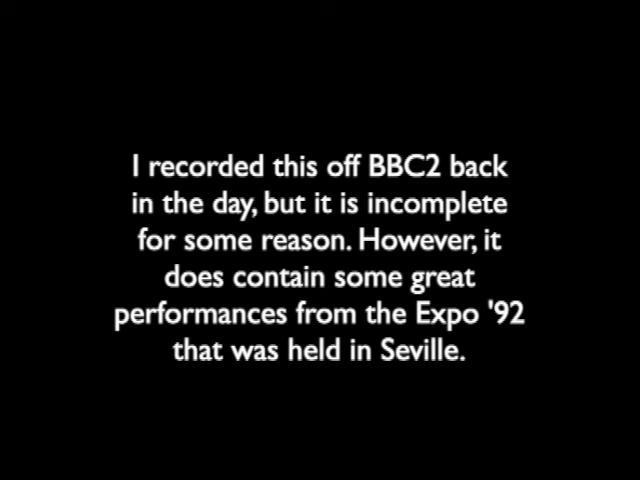 I recorded this off BBC2 back
in the day, but it is incomplete
for some reason. However, it
does contain some great
performances from the Expo '92
that was held in Seville.